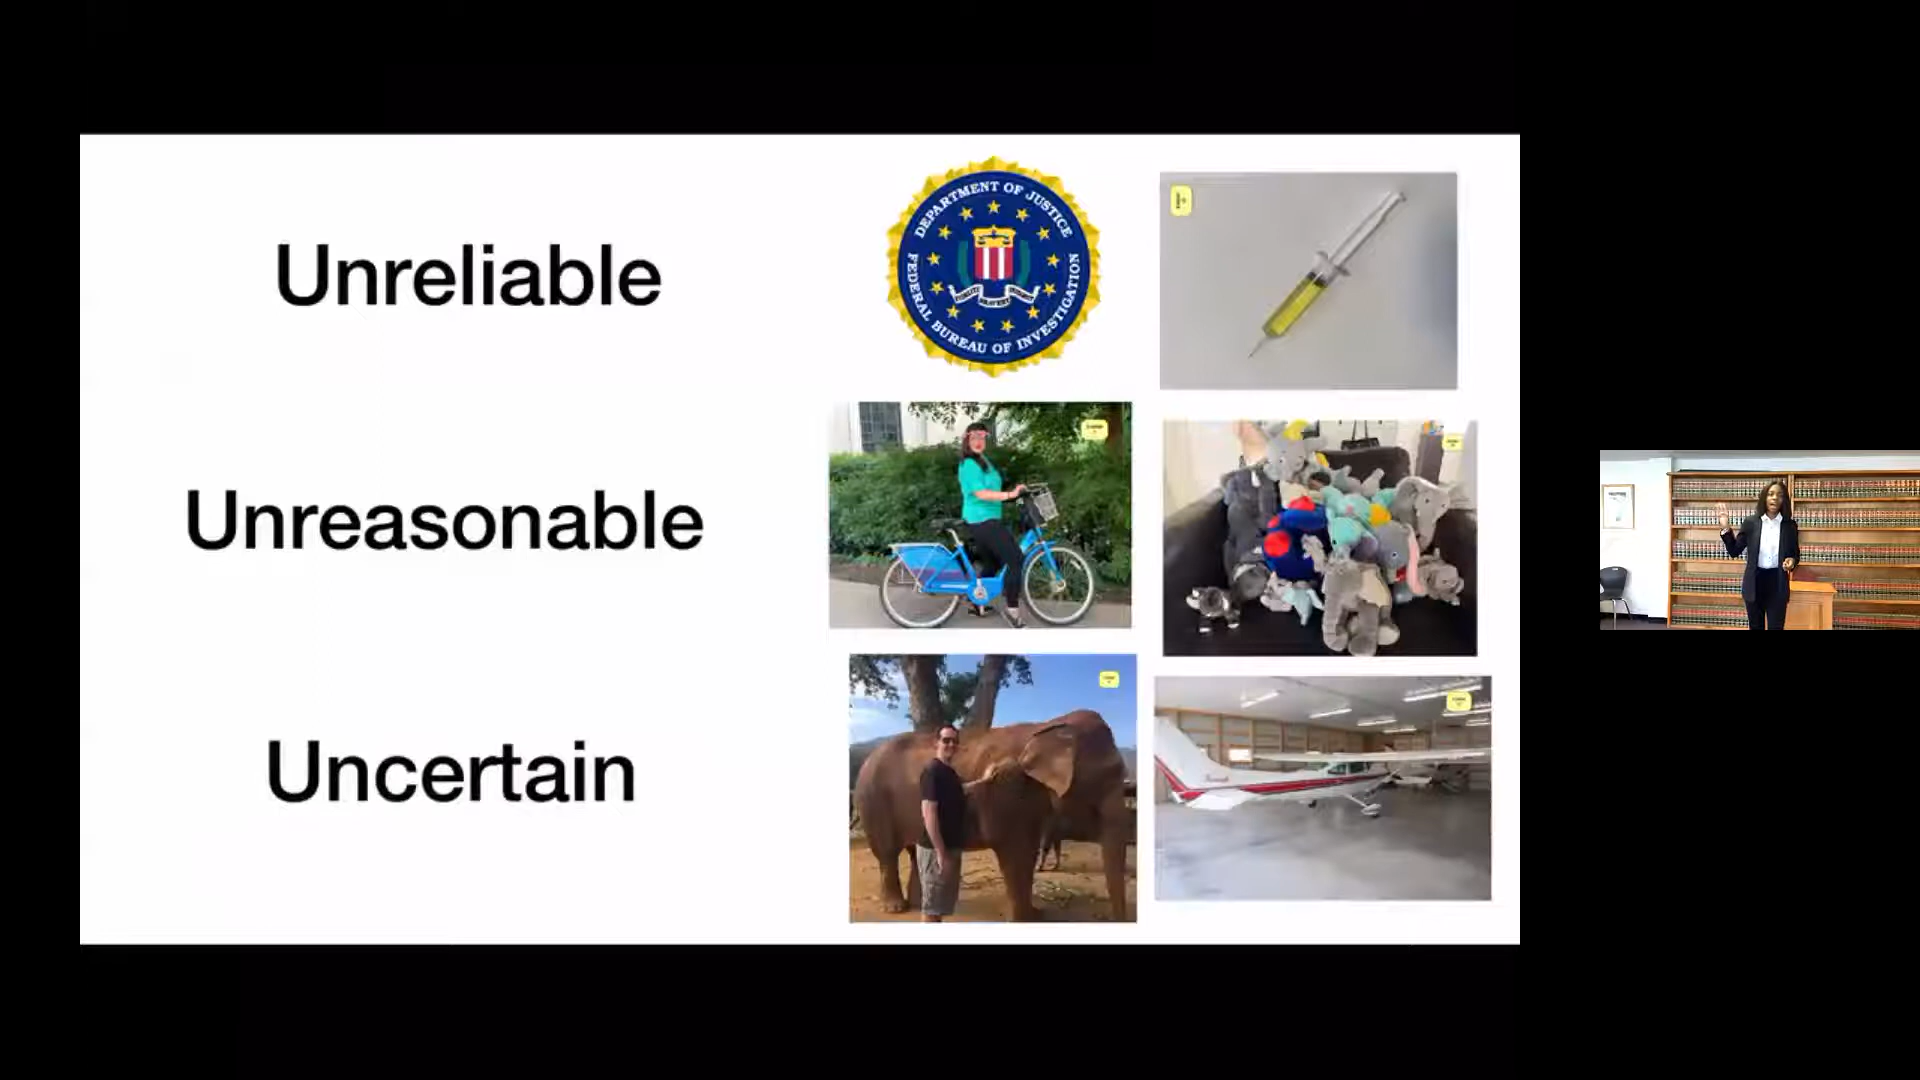 Unreliable
DEPARTMENT OF JUSTICE
FEDERAL BUREAU OF INVESTIGATION
Unreasonable
Uncertain